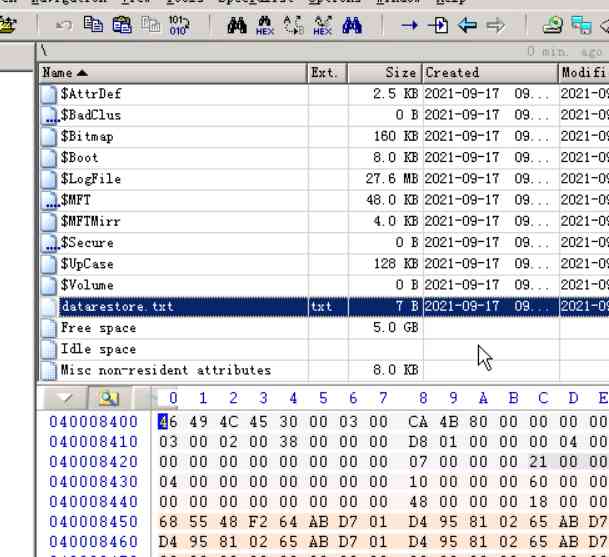 Navigation View Tools Specialist Options Window Help
\ 0 min. ago
Name Ext. Size Created Modifi
$AttrDef 2.5 KB 2021-09-17 09... 2021-09
$BadClus 0 B 2021-09-17 09... 2021-09
$Bitmap 160 KB 2021-09-17 09... 2021-09
$Boot 8.0 KB 2021-09-17 09... 2021-09
$LogFile 27.6 MB 2021-09-17 09... 2021-09
$MFT 48.0 KB 2021-09-17 09... 2021-09
$MFTMirr 4.0 KB 2021-09-17 09... 2021-09
$Secure 0 B 2021-09-17 09... 2021-09
$UpCase 128 KB 2021-09-17 09... 2021-09
$Volume 0 B 2021-09-17 09... 2021-09
datarestore.txt txt 7 B 2021-09-17 09... 2021-09
Free space 5.0 GB
Idle space
Misc non-resident attributes 8.0 KB
0 1 2 3 4 5 6 7 8 9 A B C D E
040008400 46 49 4C 45 30 00 03 00 CA 4B 80 00 00 00 00
040008410 03 00 02 00 38 00 00 00 D8 01 00 00 00 04 00
040008420 00 00 00 00 00 00 00 00 07 00 00 00 21 00 00
040008430 04 00 00 00 00 00 00 00 10 00 00 00 60 00 00
040008440 00 00 00 00 00 00 00 00 48 00 00 00 18 00 00
040008450 68 55 48 F2 64 AB D7 01 D4 95 81 02 65 AB D7
040008460 D4 95 81 02 65 AB D7 01 D4 95 81 02 65 AB D7